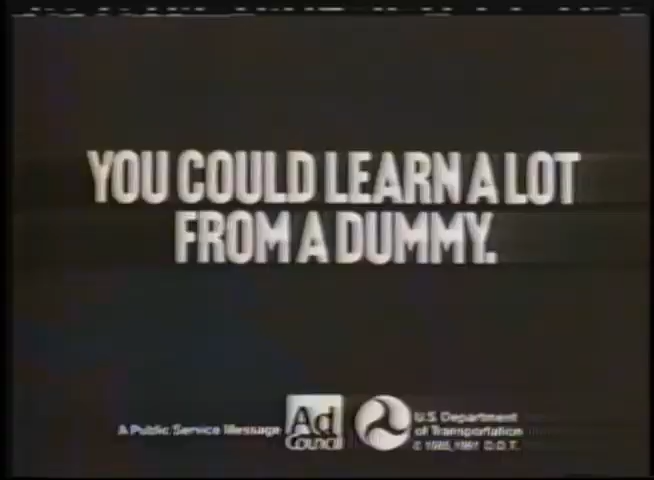 YOU COULD LEARN A LOT
FROM A DUMMY.
A Public Service Message
Ad
Council
U.S. Department
of Transportation
D.O.T.